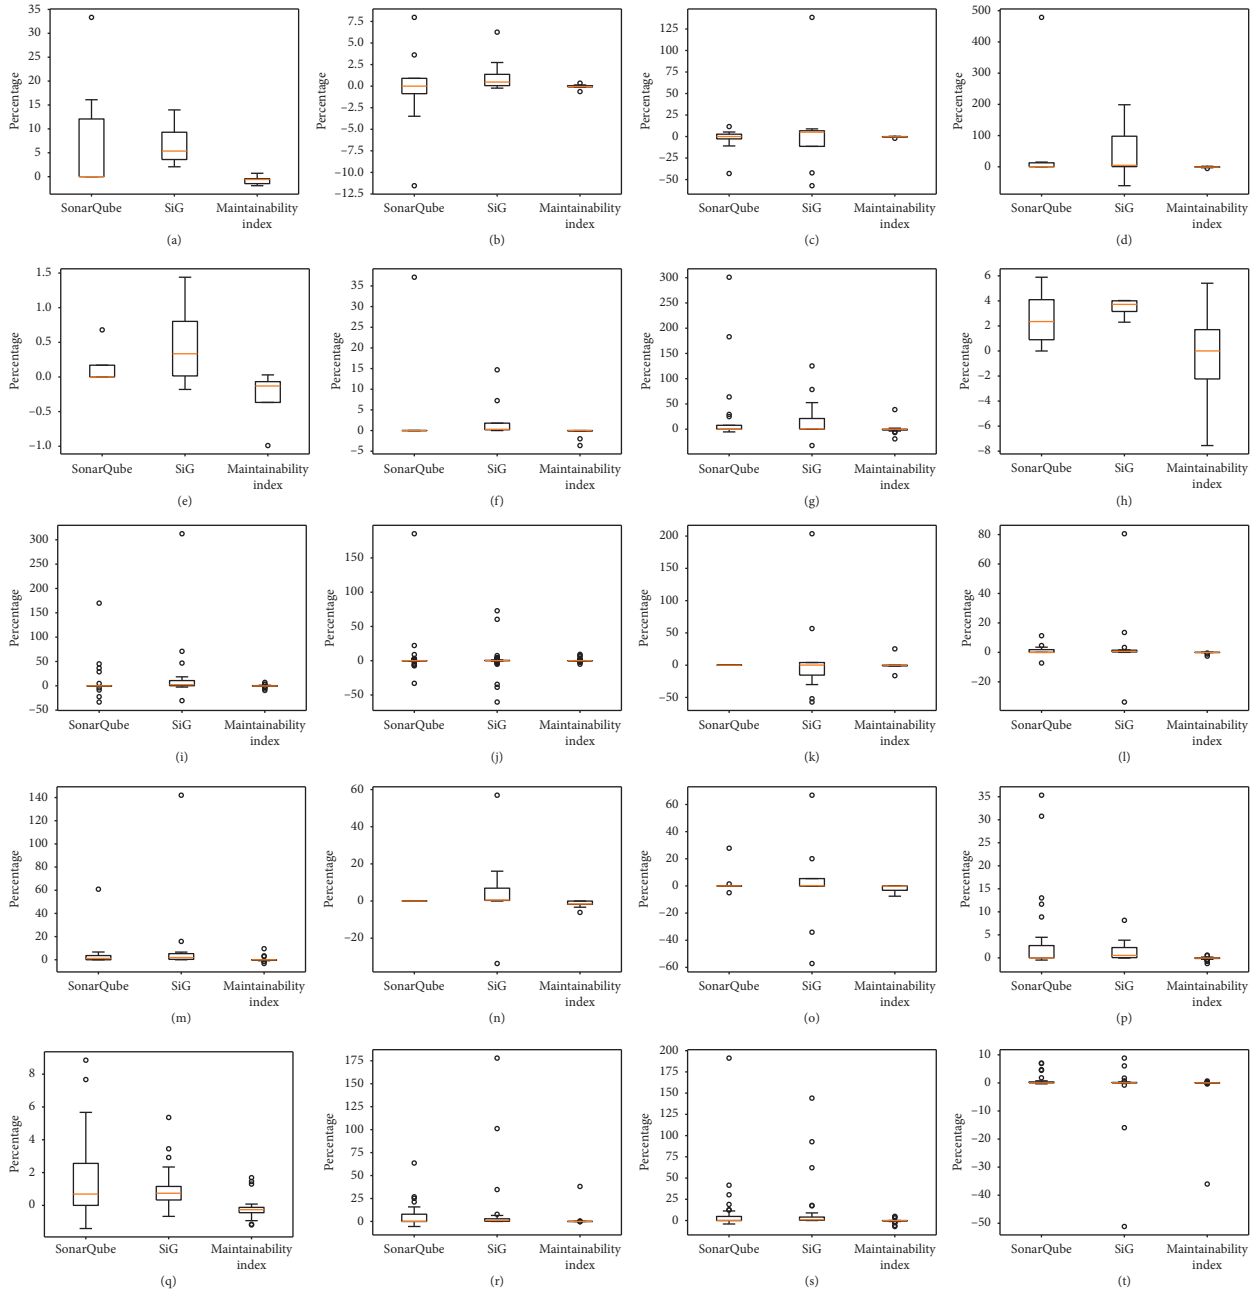 35
30
25
20
15
10
5
0
Percentage
SonarQube
SiG
Maintainability
index
(a)
7.5
5.0
2.5
0.0
−2.5
−5.0
−7.5
−10.0
−12.5
Percentage
SonarQube
SiG
Maintainability
index
(b)
125
100
75
50
25
0
−25
−50
Percentage
SonarQube
SiG
Maintainability
index
(c)
500
400
300
200
100
0
Percentage
SonarQube
SiG
Maintainability
index
(d)
1.5
1.0
0.5
0.0
−0.5
−1.0
Percentage
SonarQube
SiG
Maintainability
index
(e)
35
30
25
20
15
10
5
0
−5
Percentage
SonarQube
SiG
Maintainability
index
(f)
300
250
200
150
100
50
0
Percentage
SonarQube
SiG
Maintainability
index
(g)
6
4
2
0
−2
−4
−6
−8
Percentage
SonarQube
SiG
Maintainability
index
(h)
300
250
200
150
100
50
0
−50
Percentage
SonarQube
SiG
Maintainability
index
(i)
150
100
50
0
−50
Percentage
SonarQube
SiG
Maintainability
index
(j)
200
150
100
50
0
−50
Percentage
SonarQube
SiG
Maintainability
index
(k)
80
60
40
20
0
−20
Percentage
SonarQube
SiG
Maintainability
index
(l)
140
120
100
80
60
40
20
0
Percentage
SonarQube
SiG
Maintainability
index
(m)
60
40
20
0
−20
Percentage
SonarQube
SiG
Maintainability
index
(n)
60
40
20
0
−20
−40
−60
Percentage
SonarQube
SiG
Maintainability
index
(o)
35
30
25
20
15
10
5
0
Percentage
SonarQube
SiG
Maintainability
index
(p)
8
6
4
2
0
Percentage
SonarQube
SiG
Maintainability
index
(q)
175
150
125
100
75
50
25
0
Percentage
SonarQube
SiG
Maintainability
index
(r)
200
175
150
125
100
75
50
25
0
Percentage
SonarQube
SiG
Maintainability
index
(s)
10
0
−10
−20
−30
−40
−50
Percentage
SonarQube
SiG
Maintainability
index
(t)